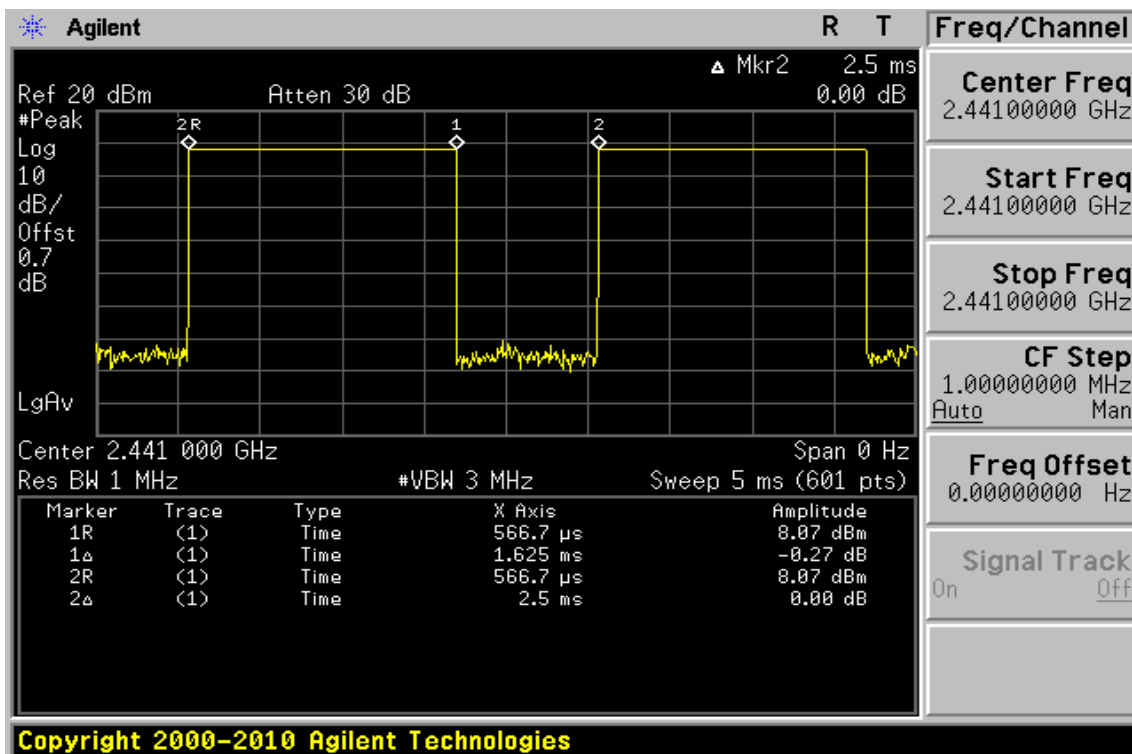 Agilent R T Freq/Channel
Δ Mkr2 2.5 ms
Ref 20 dBm Atten 30 dB 0.00 dB
#Peak
Log
10
dB/
Offst
0.7
dB
LgAv
2R 1 2
Center 2.441 000 GHz Span 0 Hz
Res BW 1 MHz #VBW 3 MHz Sweep 5 ms (601 pts)
Marker Trace Type X Axis Amplitude
1R (1) Time 566.7 µs 8.07 dBm
1Δ (1) Time 1.625 ms -0.27 dB
2R (1) Time 566.7 µs 8.07 dBm
2Δ (1) Time 2.5 ms 0.00 dB
Center Freq
2.44100000 GHz
Start Freq
2.44100000 GHz
Stop Freq
2.44100000 GHz
CF Step
1.00000000 MHz
Auto Man
Freq Offset
0.00000000 Hz
Signal Track
On Off
Copyright 2000-2010 Agilent Technologies